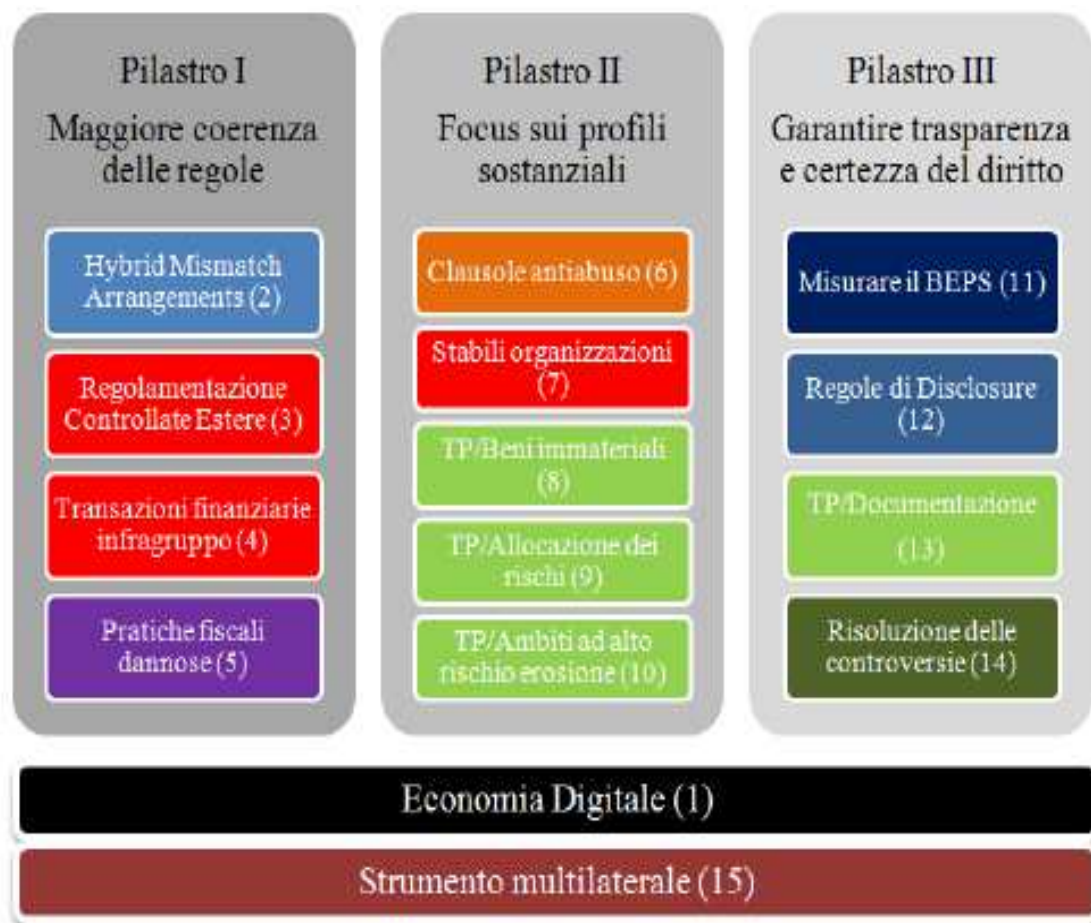 Pilastro I
Maggiore coerenza
delle regole
Hybrid Mismatch
Arrangements (2)
Regolamentazione
Controllate Estere (3)
Transazioni finanziarie
infragruppo (4)
Pratiche fiscali
dannose (5)
Pilastro II
Focus sui profili
sostanziali
Clausole antiabuso (6)
Stabili organizzazioni
(7)
TP/Beni immateriali
(8)
TP/Allocazione dei
rischi (9)
TP/Ambiti ad alto
rischio erosione (10)
Pilastro III
Garantire trasparenza
e certezza del diritto
Misurare il BEPS (11)
Regole di Disclosure
(12)
TP/Documentazione
(13)
Risoluzione delle
controversie (14)
Economia Digitale (1)
Strumento multilaterale (15)